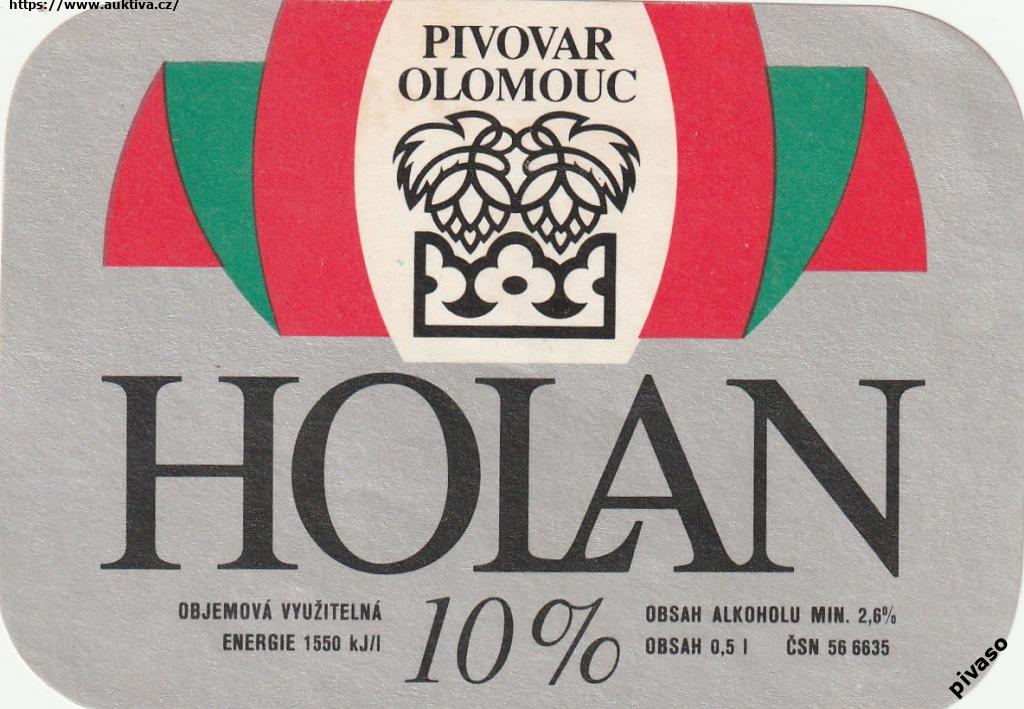 https://www.auktiva.cz/
PIVOVAR
OLOMOUC
HOLAN
OBJEMOVÁ VYUŽITELNÁ
ENERGIE 1550 kJ/l
10%
OBSAH ALKOHOLU MIN. 2,6%
OBSAH 0,5 l ČSN 56 6635
pivaso